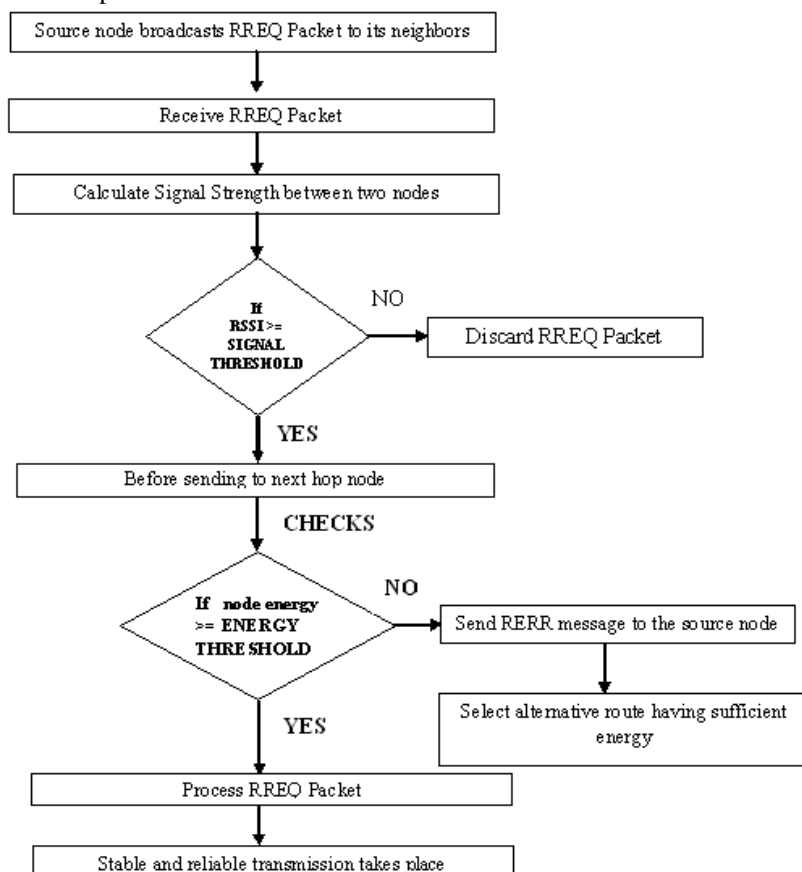 Source node broadcasts RREQ Packet to its neighbors
Receive RREQ Packet
Calculate Signal Strength between two nodes
If
RSSI >=
SIGNAL
THRESHOLD
NO
Discard RREQ Packet
YES
Before sending to next hop node
CHECKS
If node energy
>= ENERGY
THRESHOLD
NO
Send RERR message to the source node
Select alternative route having sufficient
energy
YES
Process RREQ Packet
Stable and reliable transmission takes place